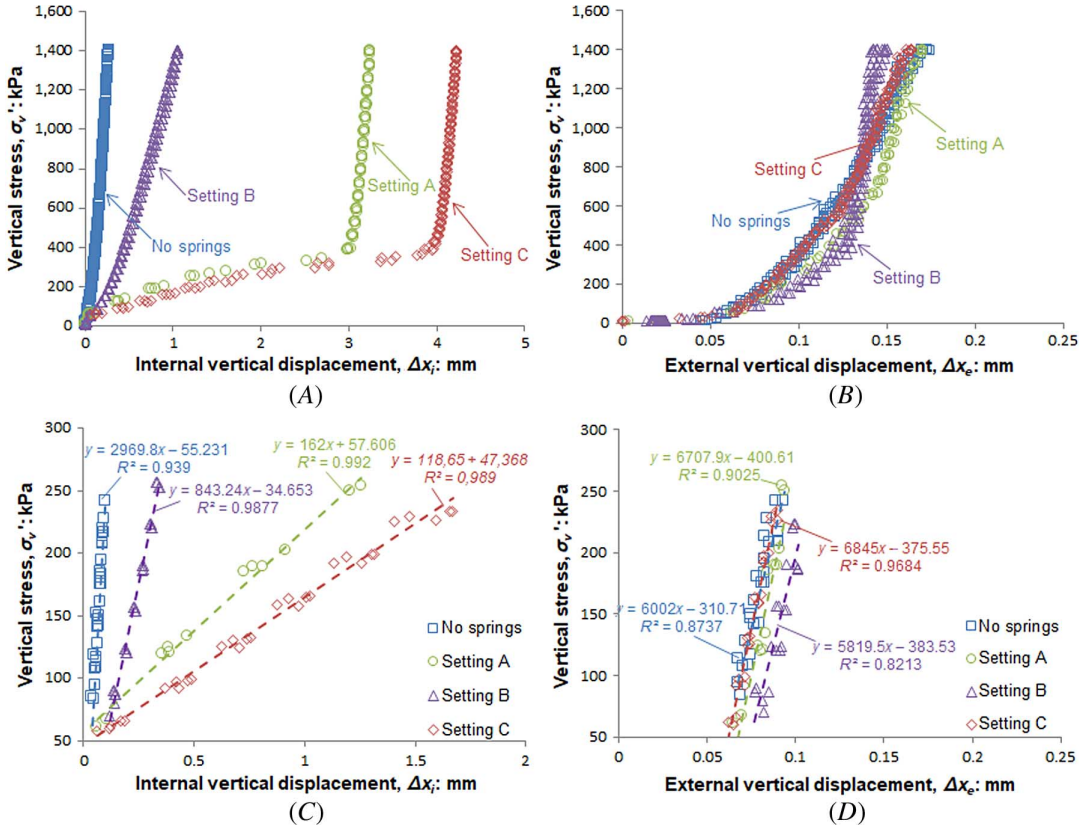 1,600
1,400
1,200
1,000
800
600
400
200
0
Vertical stress, σv': kPa
Setting B
Setting A
No springs
Setting C
0 1 2 3 4 5
Internal vertical displacement, Δxi: mm
(A)
1,600
1,400
1,200
1,000
800
600
400
200
0
Vertical stress, σv': kPa
Setting A
Setting C
No springs
Setting B
0 0.05 0.1 0.15 0.2 0.25
External vertical displacement, Δxe: mm
(B)
300
250
200
150
100
50
Vertical stress, σv': kPa
y = 2969.8x – 55.231
R² = 0.939
y = 162x + 57.606
R² = 0.992
y = 118,65 + 47,368
R² = 0,989
y = 843.24x – 34.653
R² = 0.9877
No springs
Setting A
Setting B
Setting C
0 0.5 1 1.5 2
Internal vertical displacement, Δxi: mm
(C)
300
250
200
150
100
50
Vertical stress, σv': kPa
y = 6707.9x – 400.61
R² = 0.9025
y = 6845x – 375.55
R² = 0.9684
y = 6002x – 310.71
R² = 0.8737
y = 5819.5x – 383.53
R² = 0.8213
No springs
Setting A
Setting B
Setting C
0 0.05 0.1 0.15 0.2 0.25
External vertical displacement, Δxe: mm
(D)